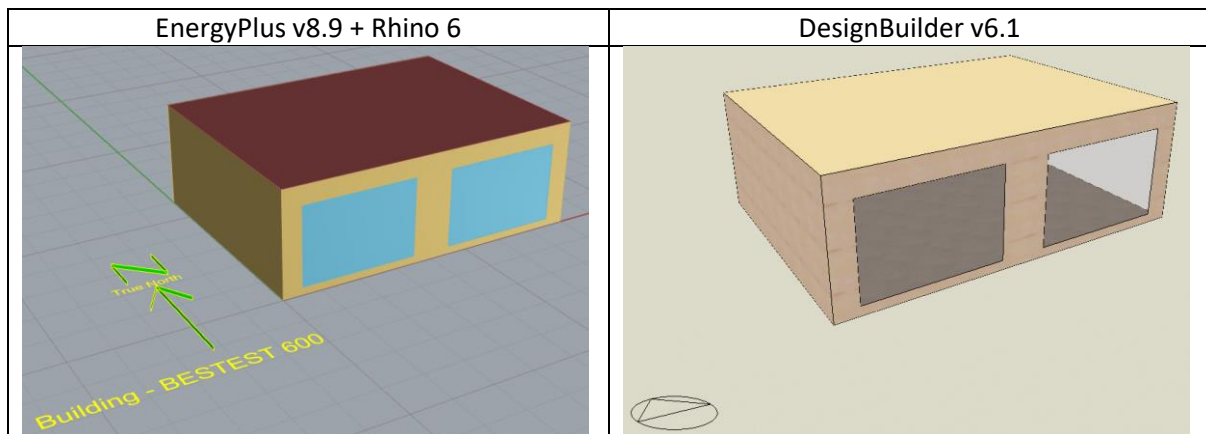 EnergyPlus v8.9 + Rhino 6
DesignBuilder v6.1
True North
Building - BESTEST 600